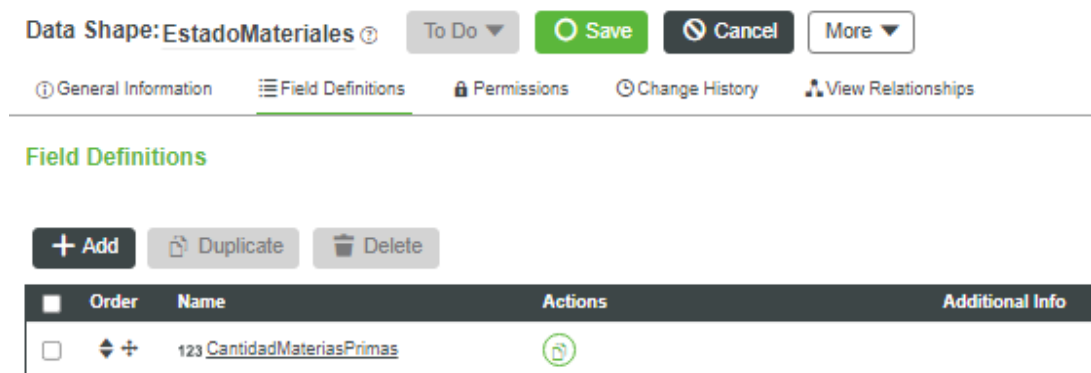 Data Shape: EstadoMateriales To Do Save Cancel More
General Information Field Definitions Permissions Change History View Relationships
Field Definitions
Add Duplicate Delete
Order Name Actions Additional Info
123 CantidadMateriasPrimas